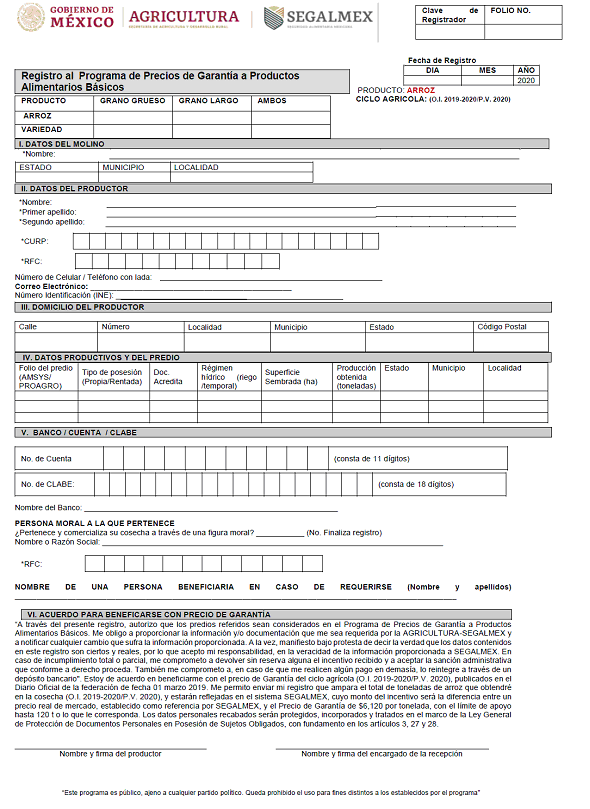 GOBIERNO DE
MÉXICO
AGRICULTURA
SECRETARÍA DE AGRICULTURA Y DESARROLLO RURAL
SEGALMEX
SEGURIDAD ALIMENTARIA MEXICANA
Clave de Registrador
FOLIO NO.
Fecha de Registro
DIA MES AÑO
2020
Registro al Programa de Precios de Garantía a Productos
Alimentarios Básicos
PRODUCTO: ARROZ
CICLO AGRICOLA: (O.I. 2019-2020/P.V. 2020)
PRODUCTO GRANO GRUESO GRANO LARGO AMBOS
ARROZ
VARIEDAD
I. DATOS DEL MOLINO
*Nombre:
ESTADO MUNICIPIO LOCALIDAD
II. DATOS DEL PRODUCTOR
*Nombre:
*Primer apellido:
*Segundo apellido:
*CURP:
*RFC:
Número de Celular / Teléfono con lada:
Correo Electrónico:
Número Identificación (INE):
III. DOMICILIO DEL PRODUCTOR
Calle Número Localidad Municipio Estado Código Postal
IV. DATOS PRODUCTIVOS Y DEL PREDIO
Folio del predio (AMSYS/ PROAGRO) Tipo de posesión (Propia/Rentada) Doc. Acredita Régimen hídrico (riego /temporal) Superficie Sembrada (ha) Producción obtenida (toneladas) Estado Municipio Localidad
V. BANCO / CUENTA / CLABE
No. de Cuenta (consta de 11 dígitos)
No. de CLABE: (consta de 18 dígitos)
Nombre del Banco:
PERSONA MORAL A LA QUE PERTENECE
¿Pertenece y comercializa su cosecha a través de una figura moral? (No. Finaliza registro)
Nombre o Razón Social:
*RFC:
NOMBRE DE UNA PERSONA BENEFICIARIA EN CASO DE REQUERIRSE (Nombre y apellidos)
VI. ACUERDO PARA BENEFICARSE CON PRECIO DE GARANTÍA
"A través del presente registro, autorizo que los predios referidos sean considerados en el Programa de Precios de Garantía a Productos
Alimentarios Básicos. Me obligo a proporcionar la información y/o documentación que me sea requerida por la AGRICULTURA-SEGALMEX y
a notificar cualquier cambio que sufra la información proporcionada. A la vez, manifiesto bajo protesta de decir la verdad que los datos contenidos
en este registro son ciertos y reales, por lo que acepto mi responsabilidad, en la veracidad de la información proporcionada a SEGALMEX. En
caso de incumplimiento total o parcial, me comprometo a devolver sin reserva alguna el incentivo recibido y a aceptar la sanción administrativa
que conforme a derecho proceda. También me comprometo a, en caso de que me realicen algún pago en demasía, lo reintegre a través de un
depósito bancario". Estoy de acuerdo en beneficiarme con el precio de Garantía del ciclo agrícola (O.I. 2019-2020/P.V. 2020), publicados en el
Diario Oficial de la federación de fecha 01 marzo 2019. Me permito enviar mi registro que ampara el total de toneladas de arroz que obtendré
en la cosecha (O.I. 2019-2020/P.V. 2020), y estarán reflejadas en el sistema SEGALMEX, cuyo monto del incentivo será la diferencia entre un
precio real de mercado, establecido como referencia por SEGALMEX, y el Precio de Garantía de $6,120 por tonelada, con el límite de apoyo
hasta 120 t o lo que le corresponda. Los datos personales recabados serán protegidos, incorporados y tratados en el marco de la Ley General
de Protección de Documentos Personales en Posesión de Sujetos Obligados, con fundamento en los artículos 3, 27 y 28.
Nombre y firma del productor
Nombre y firma del encargado de la recepción
"Este programa es público, ajeno a cualquier partido político. Queda prohibido el uso para fines distintos a los establecidos por el programa"